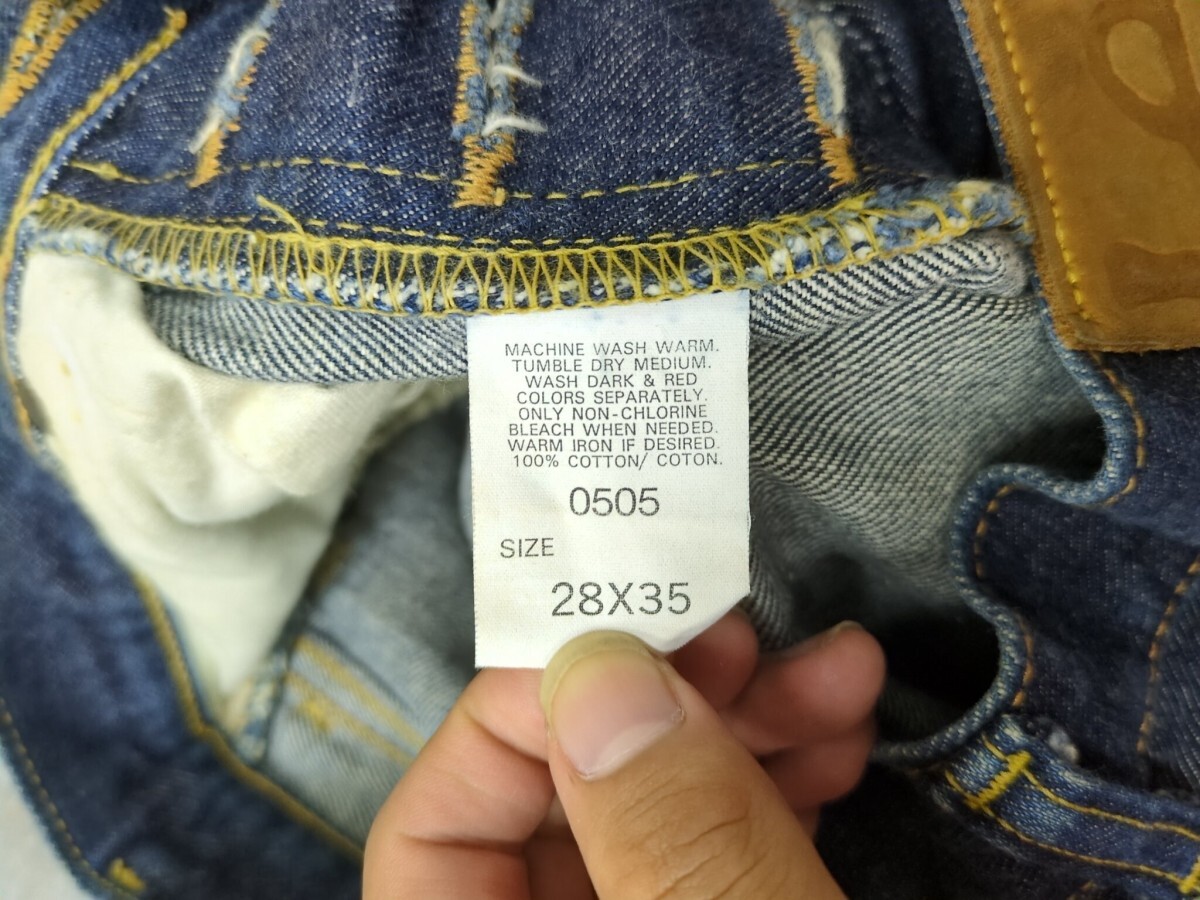 MACHINE WASH WARM.
TUMBLE DRY MEDIUM.
WASH DARK & RED
COLORS SEPARATELY.
ONLY NON-CHLORINE
BLEACH WHEN NEEDED.
WARM IRON IF DESIRED.
100% COTTON/ COTON.
0505
SIZE
28X35